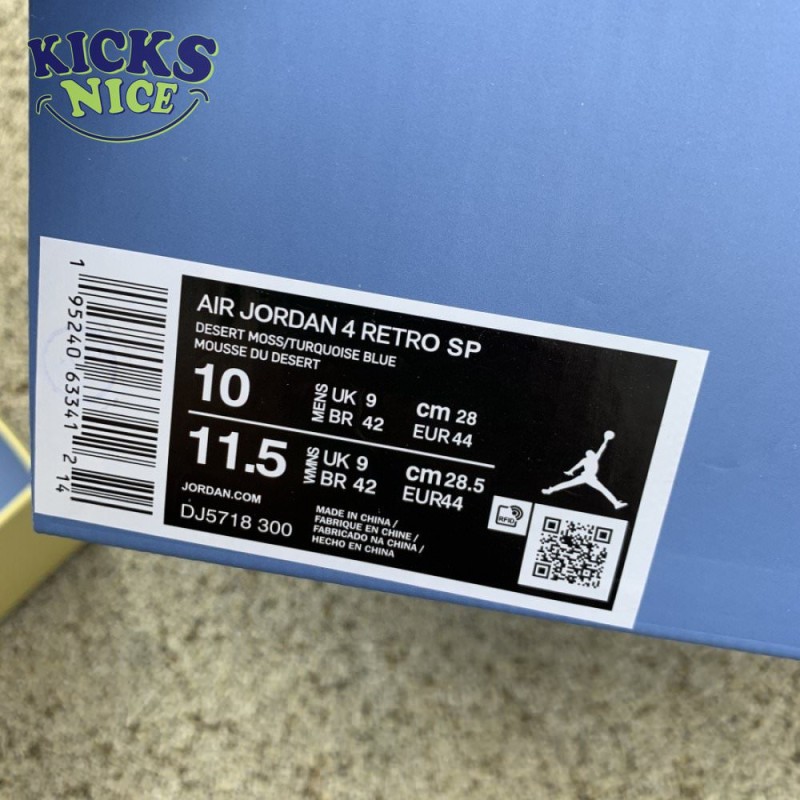 KICKS
NICE
1 95240 63341 2 14
AIR JORDAN 4 RETRO SP
DESERT MOSS/TURQUOISE BLUE
MOUSSE DU DESERT
10 MENS UK 9 cm 28
BR 42 EUR 44
11.5 WMNS UK 9 cm 28.5
BR 42 EUR44
JORDAN.COM
DJ5718 300
MADE IN CHINA /
FABRIQUE EN CHINE /
FABRICADO NA CHINA /
HECHO EN CHINA
RFID